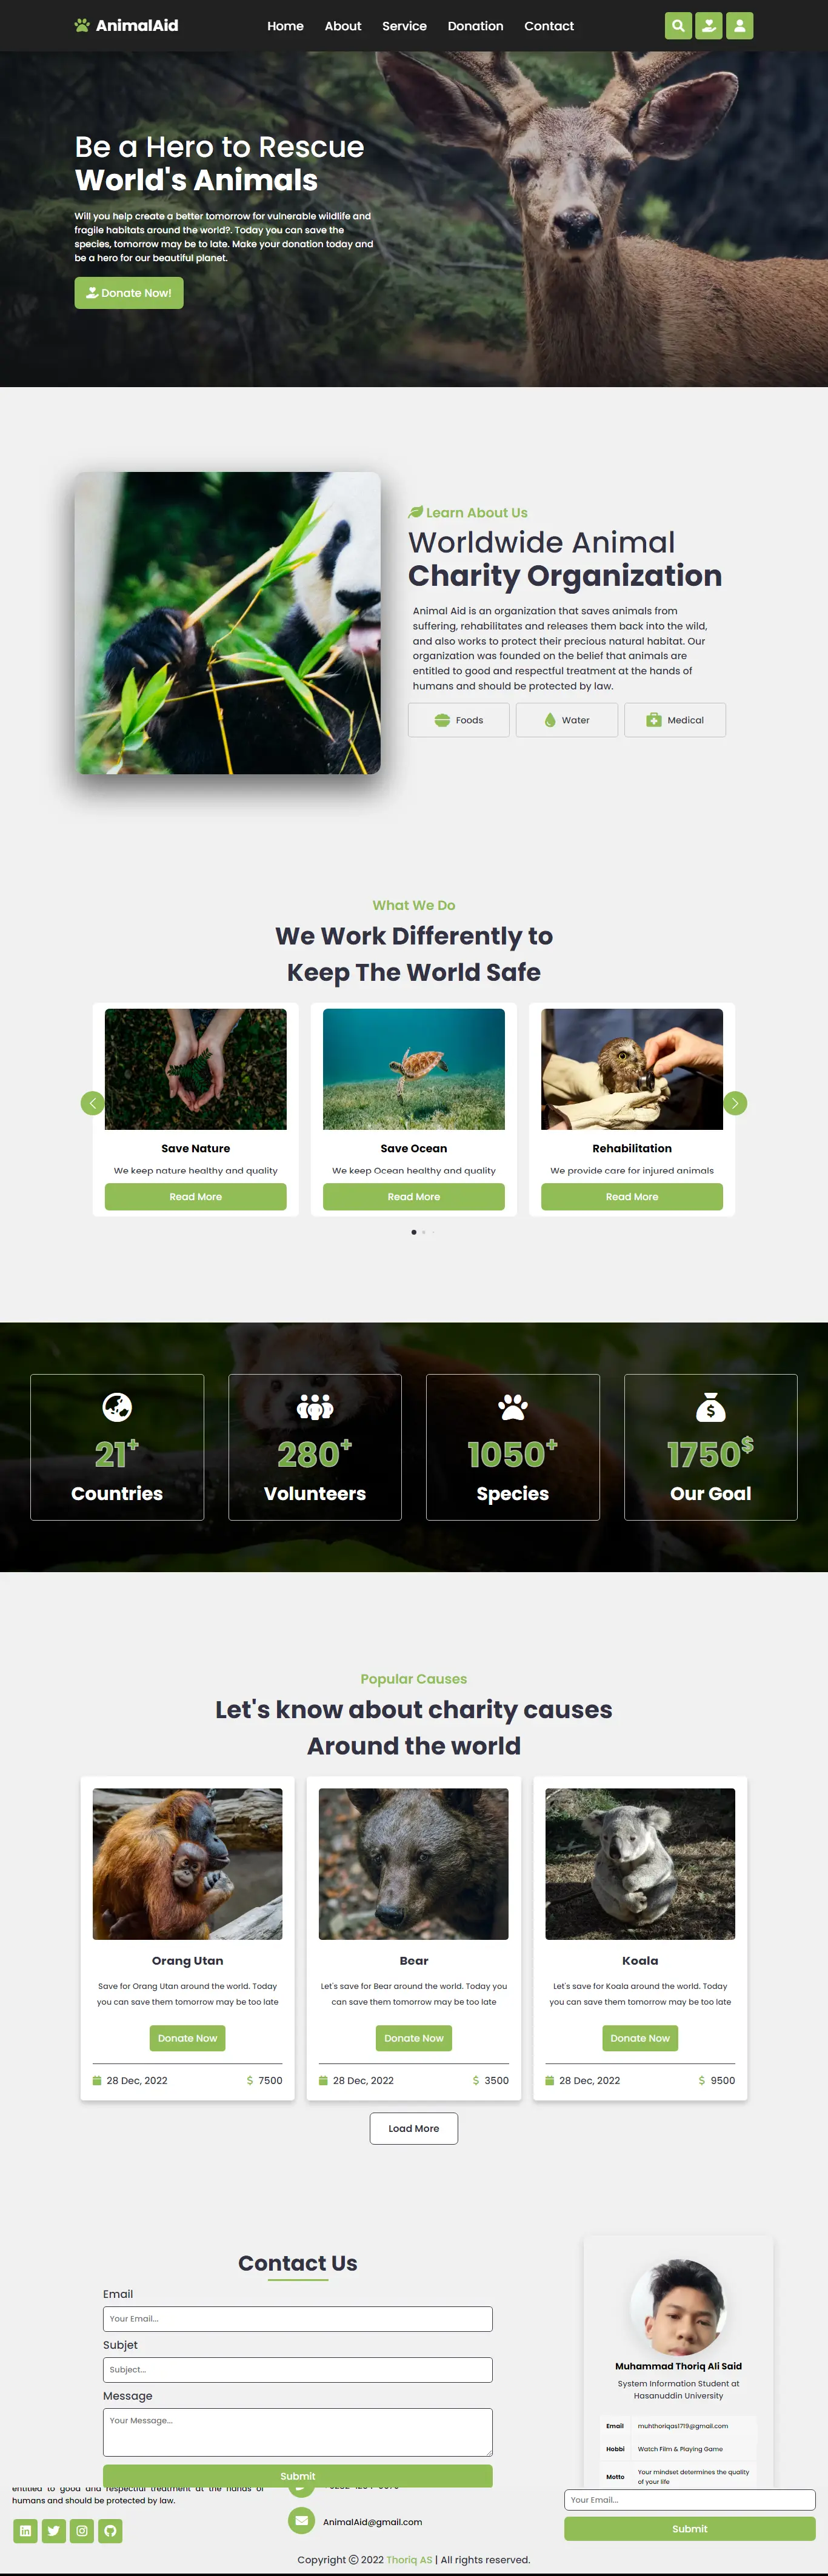 AnimalAid
Home About Service Donation Contact
Be a Hero to Rescue
World's Animals
Will you help create a better tomorrow for vulnerable wildlife and
fragile habitats around the world?. Today you can save the
species, tomorrow may be to late. Make your donation today and
be a hero for our beautiful planet.
Donate Now!
Learn About Us
Worldwide Animal
Charity Organization
Animal Aid is an organization that saves animals from
suffering, rehabilitates and releases them back into the wild,
and also works to protect their precious natural habitat. Our
organization was founded on the belief that animals are
entitled to good and respectful treatment at the hands of
humans and should be protected by law.
Foods Water Medical
What We Do
We Work Differently to
Keep The World Safe
Save Nature
We keep nature healthy and quality
Read More
Save Ocean
We keep Ocean healthy and quality
Read More
Rehabilitation
We provide care for injured animals
Read More
21+
Countries
280+
Volunteers
1050+
Species
1750$
Our Goal
Popular Causes
Let's know about charity causes
Around the world
Orang Utan
Save for Orang Utan around the world. Today
you can save them tomorrow may be too late
Donate Now
28 Dec, 2022 $ 7500
Bear
Let's save for Bear around the world. Today you
can save them tomorrow may be too late
Donate Now
28 Dec, 2022 $ 3500
Koala
Let's save for Koala around the world. Today
you can save them tomorrow may be too late
Donate Now
28 Dec, 2022 $ 9500
Load More
Contact Us
Email
Your Email...
Subjet
Subject...
Message
Your Message...
Submit
Muhammad Thoriq Ali Said
System Information Student at
Hasanuddin University
Email muhthoriqas1719@gmail.com
Hobbi Watch Film & Playing Game
Motto Your mindset determines the quality
of your life
entitled to good and respectful treatment at the hands of
humans and should be protected by law.
AnimalAid@gmail.com
Your Email...
Submit
Copyright © 2022 Thoriq AS | All rights reserved.